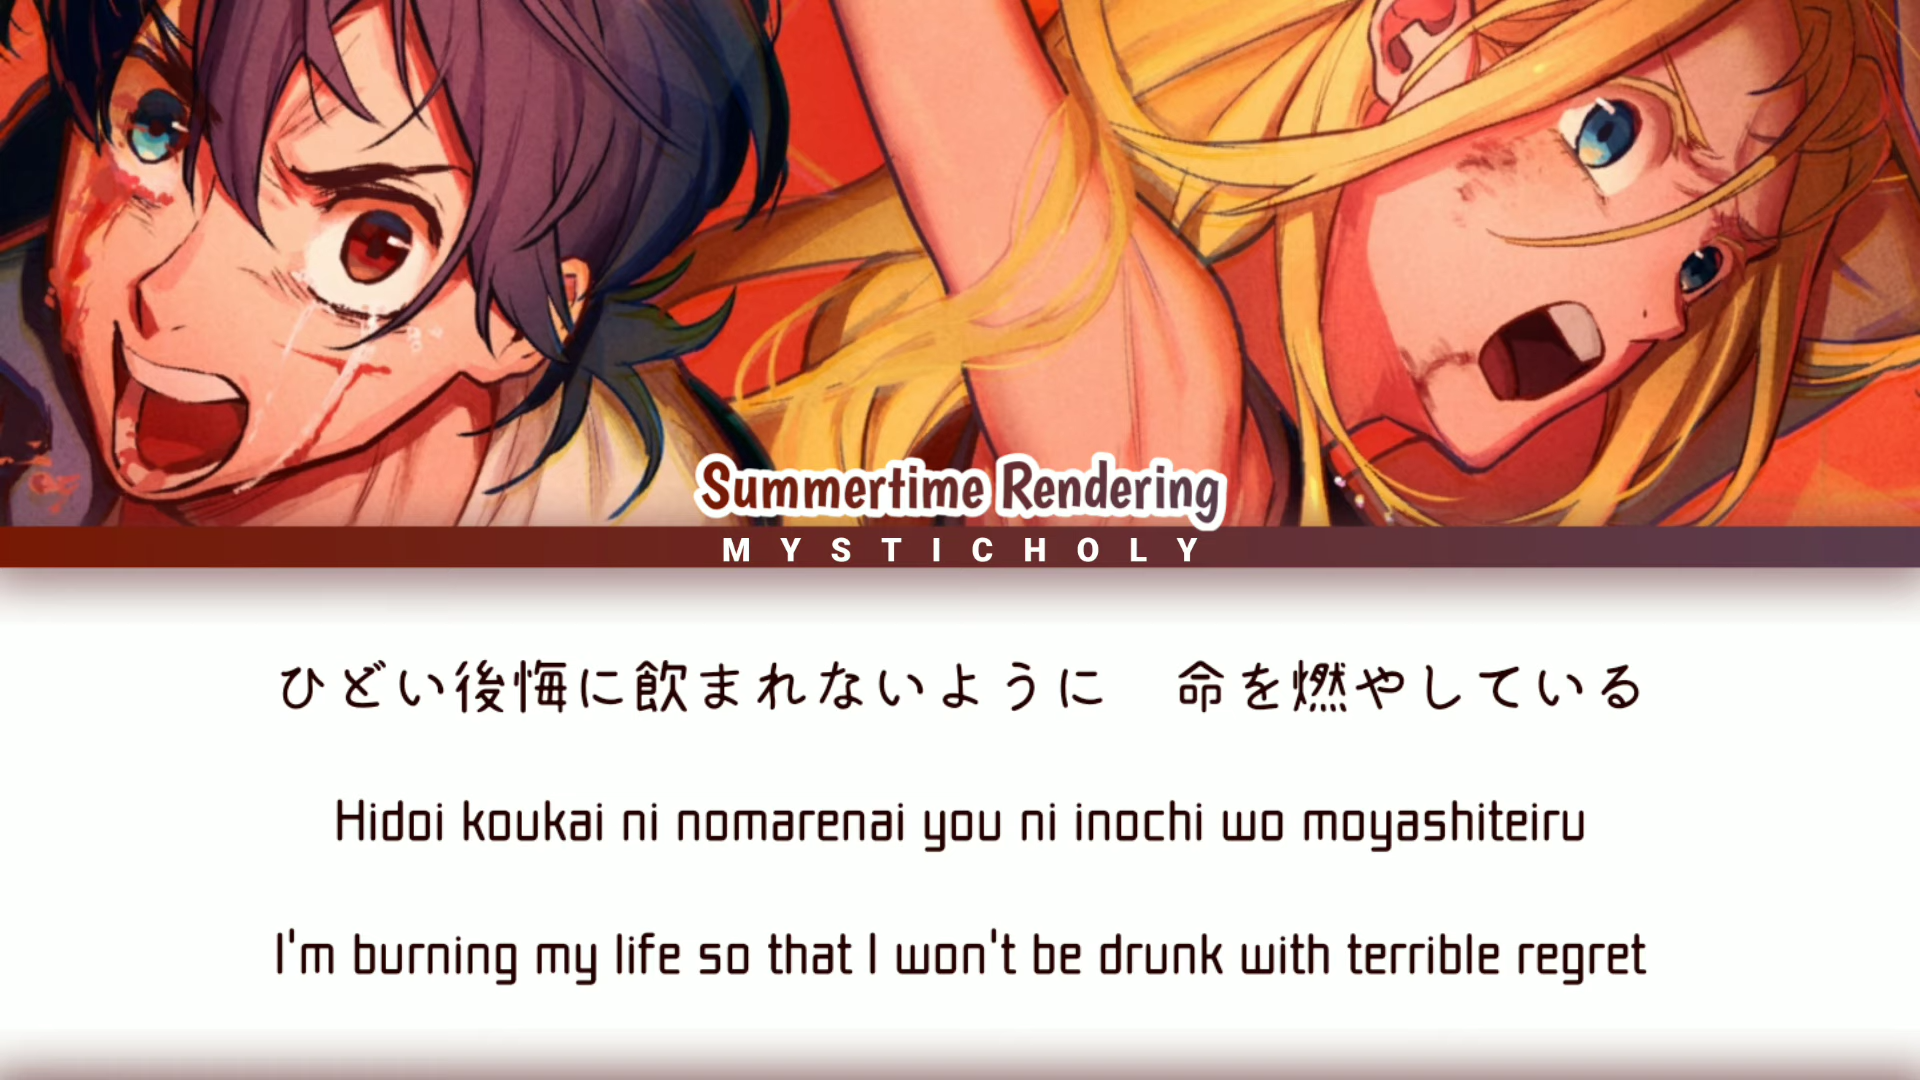 Summertime Rendering
MYSTICHOLY
ひどい後悔に飲まれないように　命を燃やしている
Hidoi koukai ni nomarenai you ni inochi wo moyashiteiru
I'm burning my life so that I won't be drunk with terrible regret